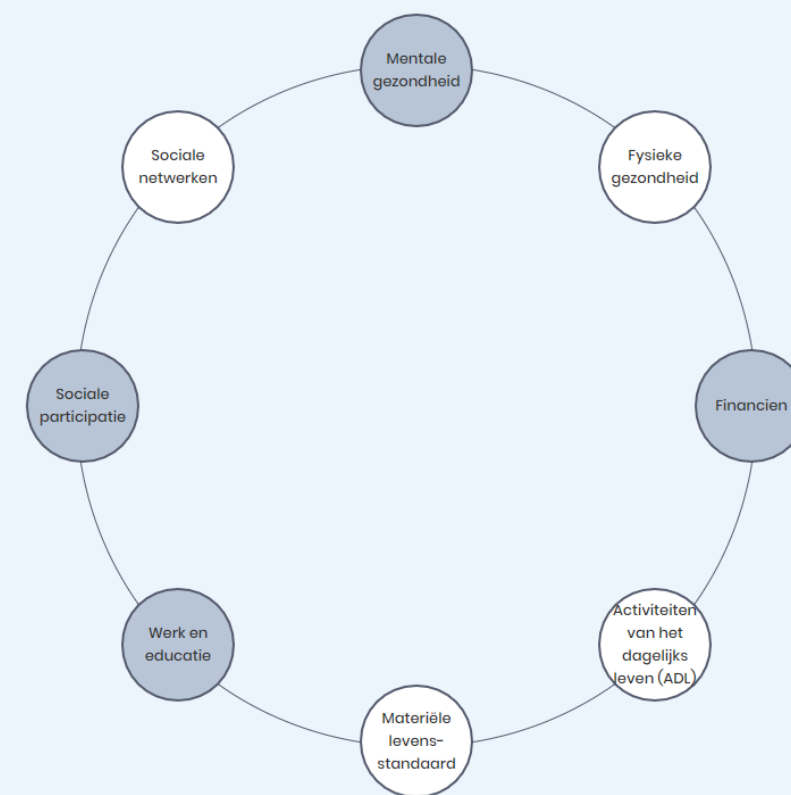 Mentale
gezondheid
Fysieke
gezondheid
Financien
Activiteiten
van het
dagelijks
leven (ADL)
Materiële
levens-
standaard
Werk en
educatie
Sociale
participatie
Sociale
netwerken